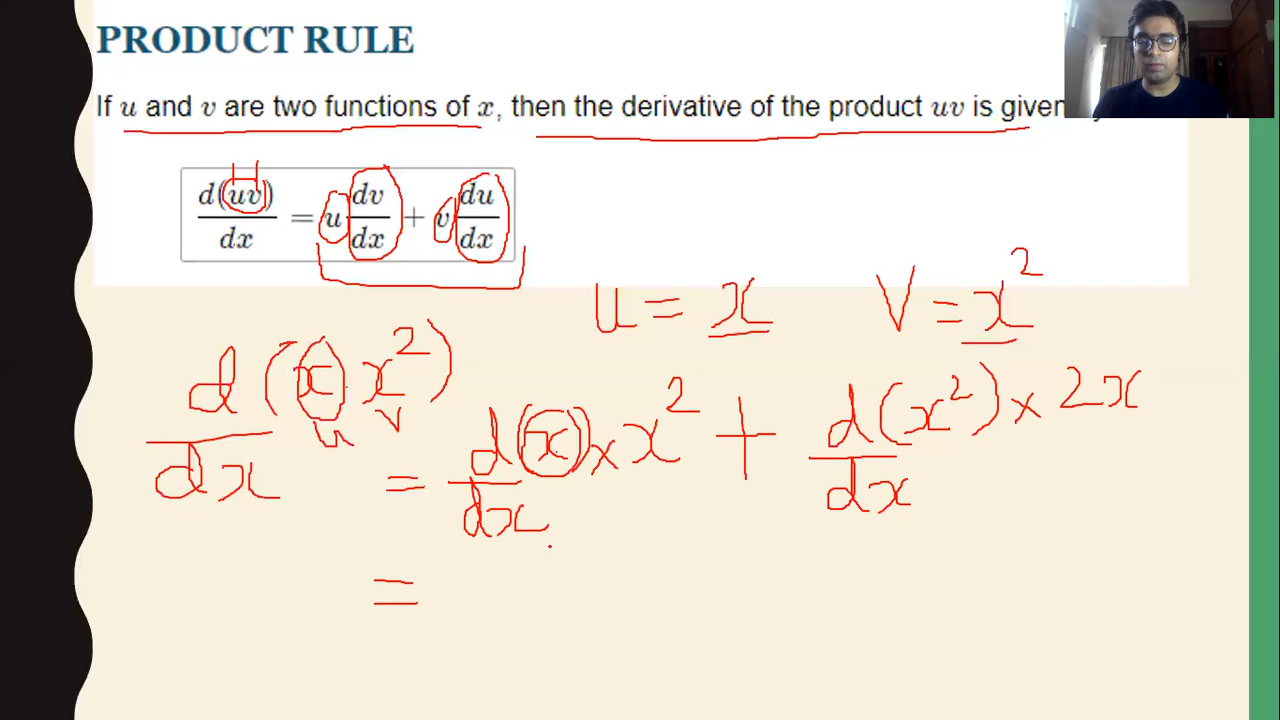 PRODUCT RULE
If u and v are two functions of x, then the derivative of the product uv is given
d(uv)/dx = u dv/dx + v du/dx
u = x    v = x²
d(x x²)/dx
u v
= d(x)/dx × x² + d(x²)/dx × 2x
=